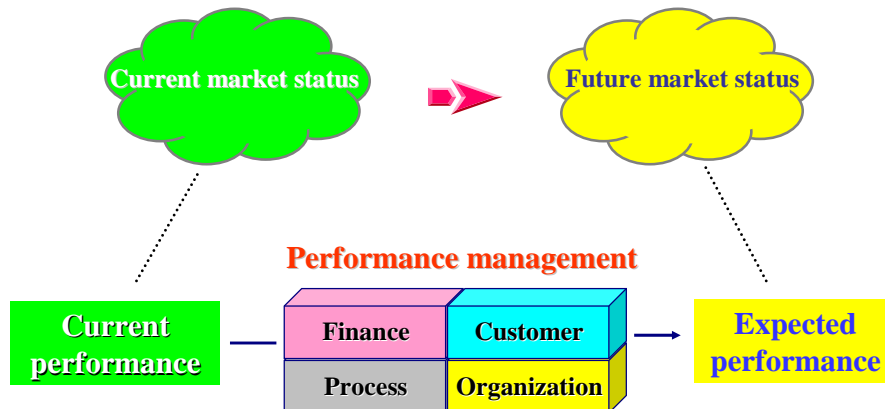 Current market status
Future market status
Performance management
Current
performance
Finance
Customer
Process
Organization
Expected
performance